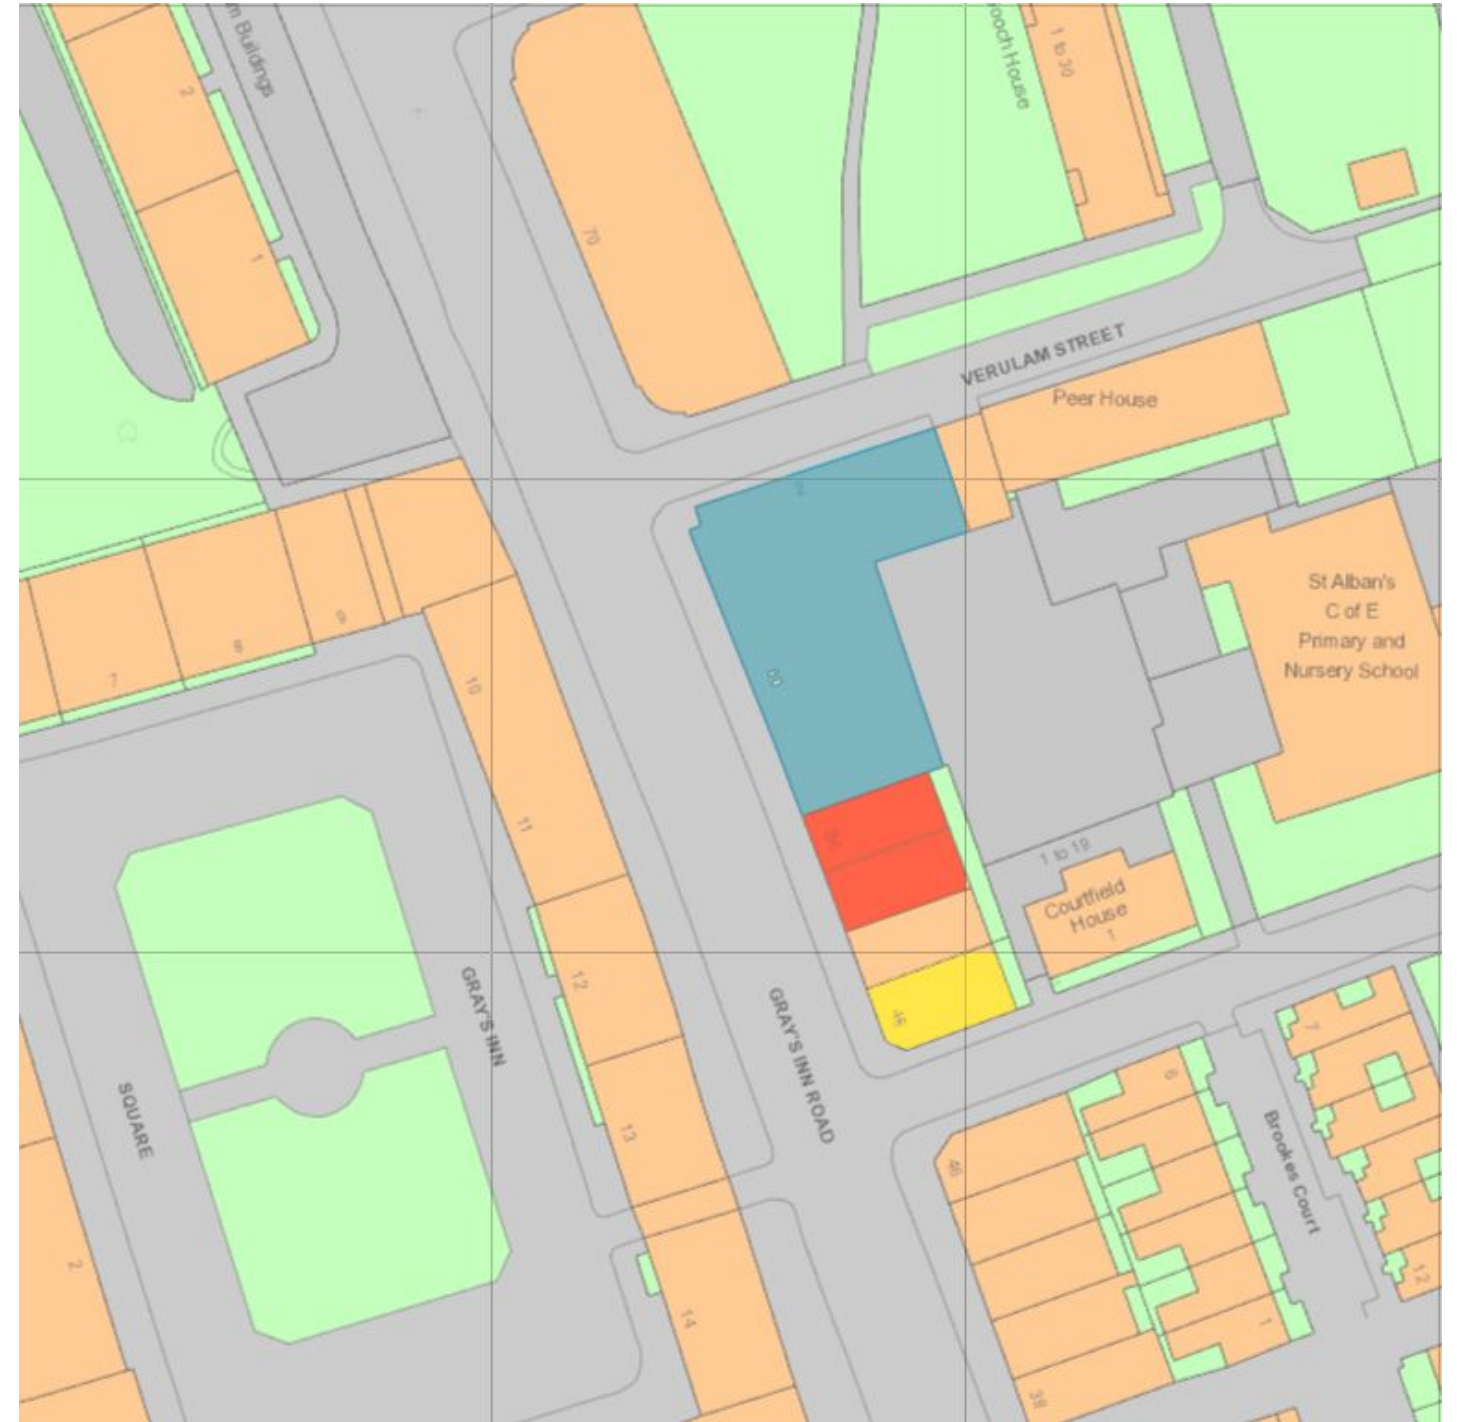 m Buildings
ooch House
1 to 30
2
1
70
VERULAM STREET
Peer House
St Alban's
C of E
Primary and
Nursery School
9
8
7
10
11
1 to 19
Courtfield
House
1
12
GRAY'S INN
GRAY'S INN ROAD
48
SQUARE
13
46
6
7
Brookes Court
2
14
1
12
38